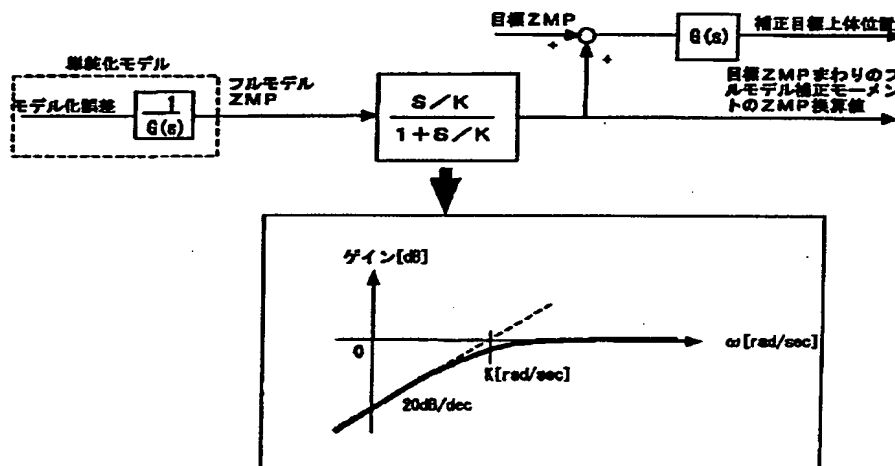 目標ZMP
+
+
G(s)
補正目標上体位置
単純化モデル
モデル化誤差
1
G(s)
フルモデル
ZMP
S/K
1+S/K
目標ZMPまわりのフ
ルモデル補正モーメン
トのZMP換算値
ゲイン[dB]
0
K[rad/sec]
ω[rad/sec]
20dB/dec